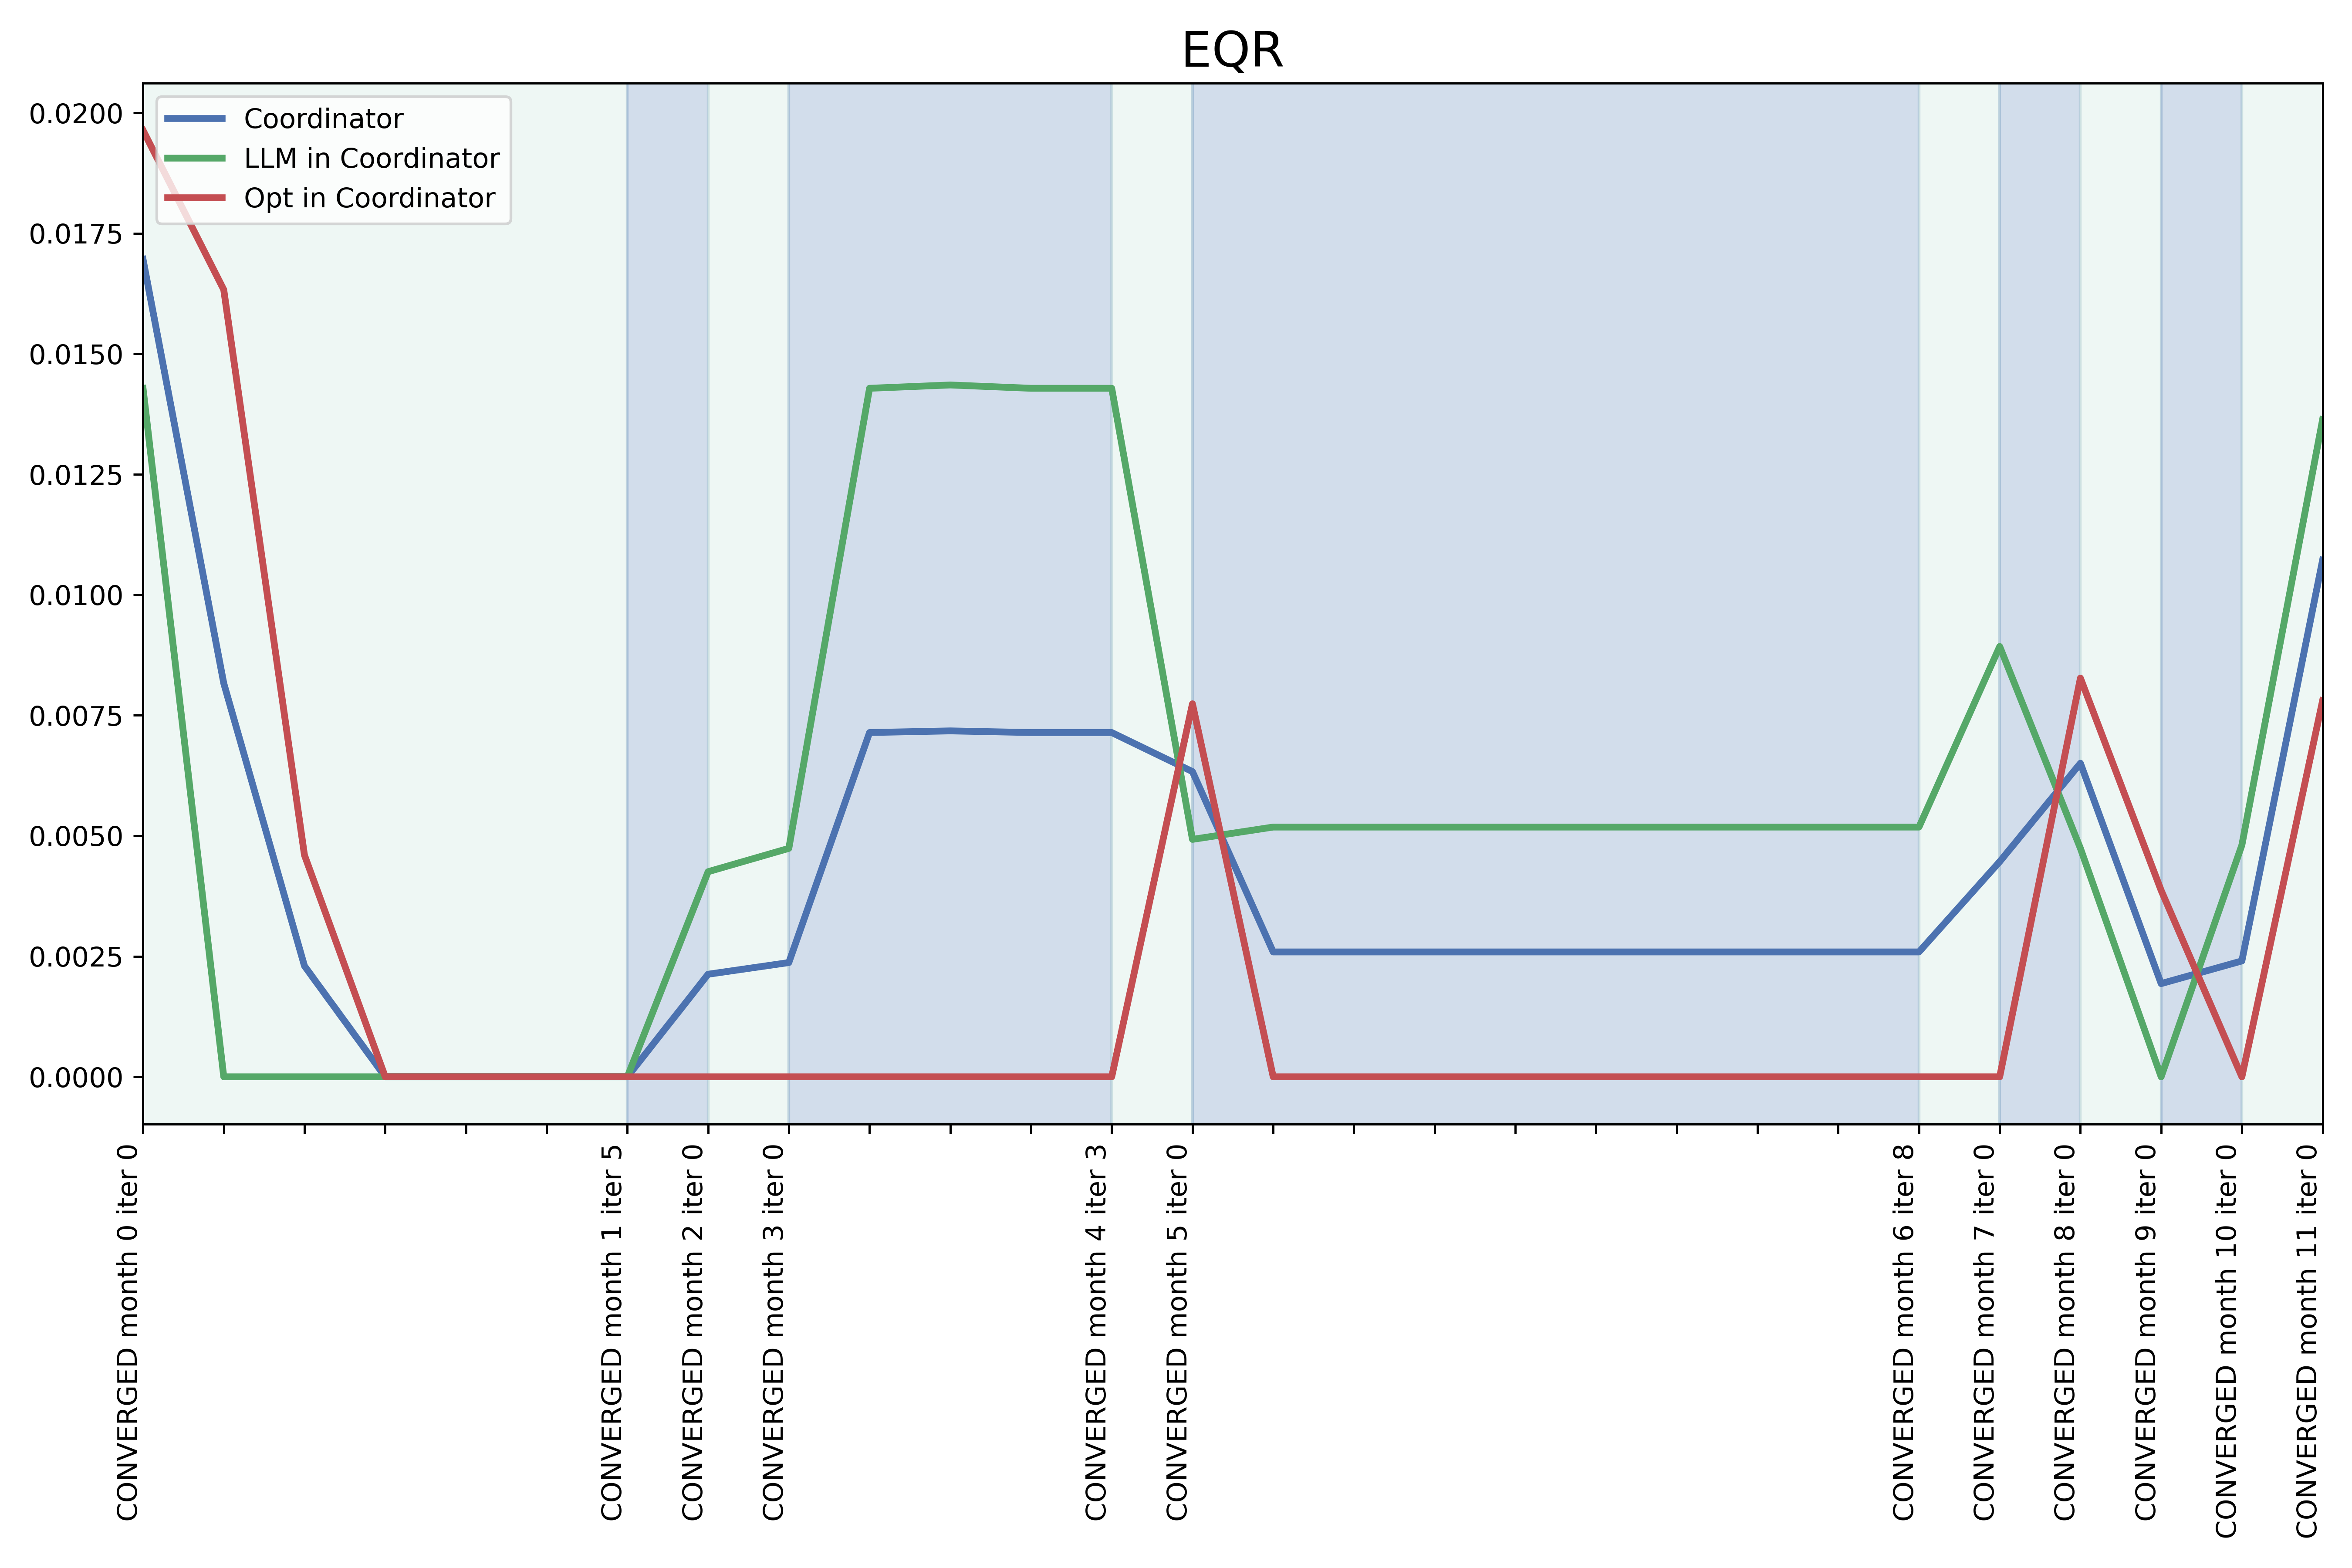 EQR
0.0200
0.0175
0.0150
0.0125
0.0100
0.0075
0.0050
0.0025
0.0000
Coordinator
LLM in Coordinator
Opt in Coordinator
CONVERGED month 0 iter 0
CONVERGED month 1 iter 5
CONVERGED month 2 iter 0
CONVERGED month 3 iter 0
CONVERGED month 4 iter 3
CONVERGED month 5 iter 0
CONVERGED month 6 iter 8
CONVERGED month 7 iter 0
CONVERGED month 8 iter 0
CONVERGED month 9 iter 0
CONVERGED month 10 iter 0
CONVERGED month 11 iter 0